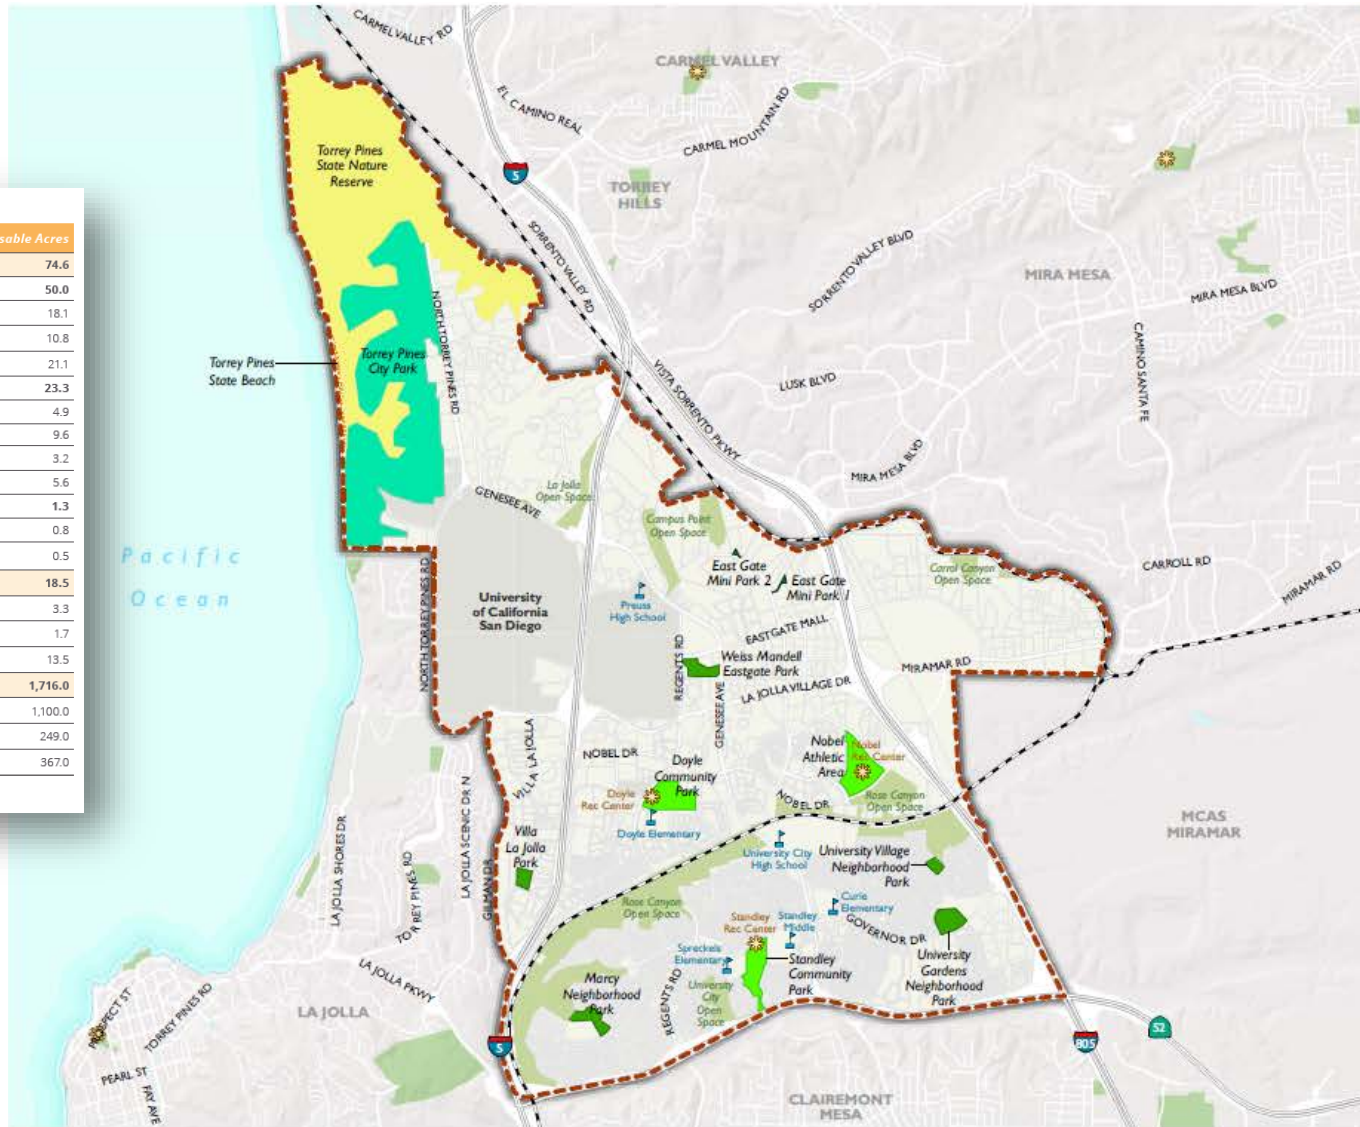 sable Acres
74.6
50.0
18.1
10.8
21.1
23.3
4.9
9.6
3.2
5.6
1.3
0.8
0.5
18.5
3.3
1.7
13.5
1,716.0
1,100.0
249.0
367.0
CARMEL VALLEY RD
CARMEL VALLEY
EL CAMINO REAL
CARMEL MOUNTAIN RD
Torrey Pines
State Nature
Reserve
5
TORREY
HILLS
SORRENTO VALLEY RD
SORRENTO VALLEY BLVD
MIRA MESA
MIRA MESA BLVD
NORTH TORREY PINES RD
Torrey Pines
State Beach
Torrey Pines
City Park
VISTA SORRENTO PKWY
LUSK BLVD
CAMINO SANTA FE
MIRA MESA BLVD
GENESEE AVE
La Jolla
Open Space
Campus Point
Open Space
Pacific
Ocean
East Gate
Mini Park 2
East Gate
Mini Park 1
Carrol Canyon
Open Space
CARROLL RD
MIRAMAR RD
University
of California
San Diego
Preuss
High School
NORTH TORREY PINES RD
EASTGATE MALL
REGENTS RD
Weiss Mandell
Eastgate Park
MIRAMAR RD
LA JOLLA VILLAGE DR
GENESEE AVE
VILLA LA JOLLA
NOBEL DR
Doyle
Community
Park
Nobel
Athletic
Area
Nobel
Rec Center
Doyle
Rec Center
NOBEL DR
Rose Canyon
Open Space
MCAS
MIRAMAR
Doyle Elementary
LA JOLLA SHORES DR
TORREY PINES RD
LA JOLLA SCENIC DR N
GILMAN DR
Villa
La Jolla
Park
University City
High School
University Village
Neighborhood
Park
Rose Canyon
Open Space
Curie
Elementary
Standley
Rec Center
Standley
Middle
GOVERNOR DR
Spreckels
Elementary
Standley
Community
Park
University
Gardens
Neighborhood
Park
LA JOLLA PKWY
Marcy
Neighborhood
Park
REGENTS RD
University
City
Open
Space
PROSPECT ST
TORREY PINES RD
LA JOLLA
5
805
52
PEARL ST
FAY AVE
CLAIREMONT
MESA